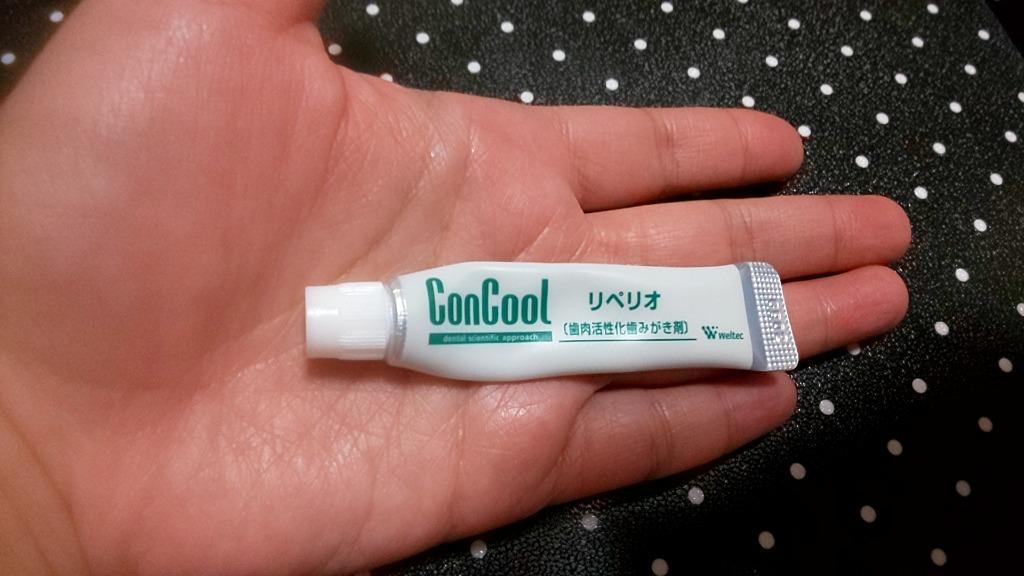 ConCool
dental scientific approach
リペリオ
〔歯肉活性化歯みがき剤〕
Weltec